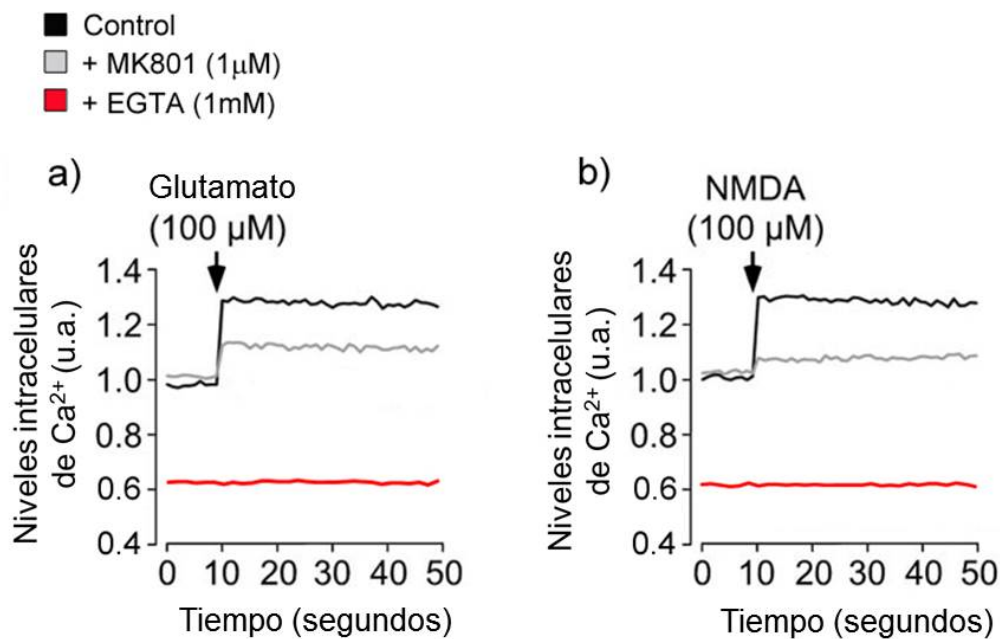 Control
+ MK801 (1µM)
+ EGTA (1mM)
a)
Glutamato
(100 µM)
Niveles intracelulares
de Ca²⁺ (u.a.)
1.4
1.2
1.0
0.8
0.6
0.4
0 10 20 30 40 50
Tiempo (segundos)
b)
NMDA
(100 µM)
Niveles intracelulares
de Ca²⁺ (u.a.)
1.4
1.2
1.0
0.8
0.6
0.4
0 10 20 30 40 50
Tiempo (segundos)